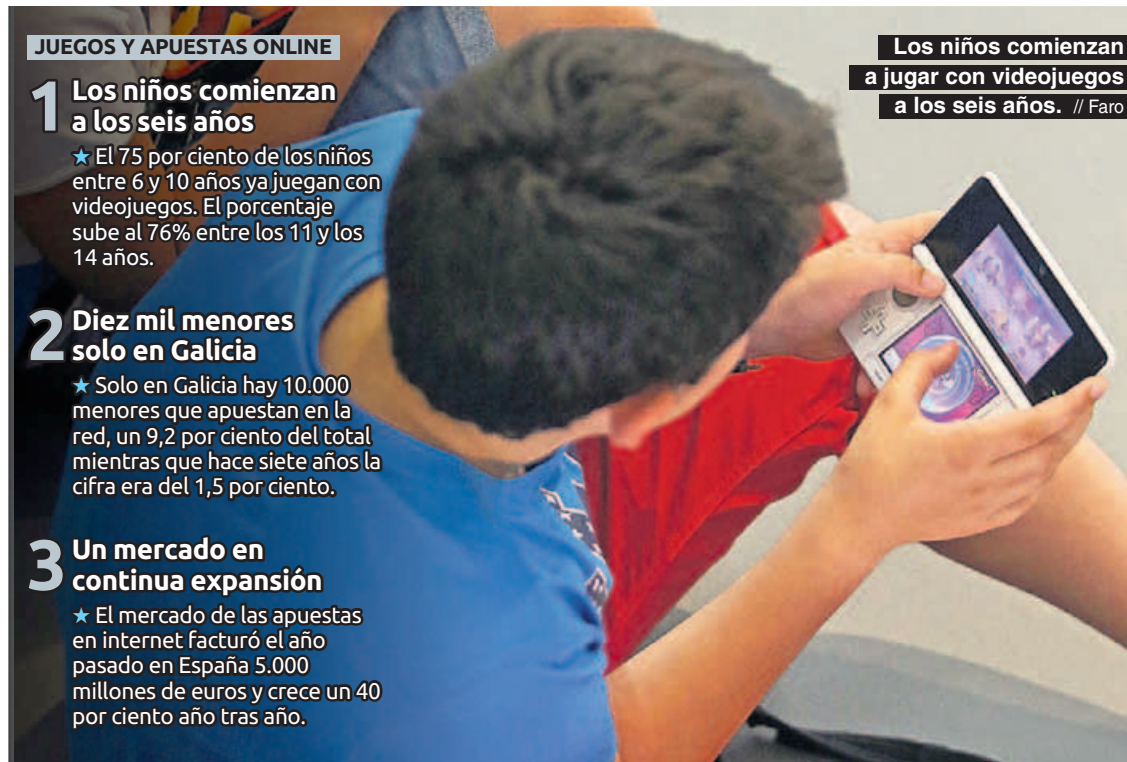 JUEGOS Y APUESTAS ONLINE
1 Los niños comienzan
a los seis años
★ El 75 por ciento de los niños
entre 6 y 10 años ya juegan con
videojuegos. El porcentaje
sube al 76% entre los 11 y los
14 años.
2 Diez mil menores
solo en Galicia
★ Solo en Galicia hay 10.000
menores que apuestan en la
red, un 9,2 por ciento del total
mientras que hace siete años la
cifra era del 1,5 por ciento.
3 Un mercado en
continua expansión
★ El mercado de las apuestas
en internet facturó el año
pasado en España 5.000
millones de euros y crece un 40
por ciento año tras año.
Los niños comienzan
a jugar con videojuegos
a los seis años. // Faro